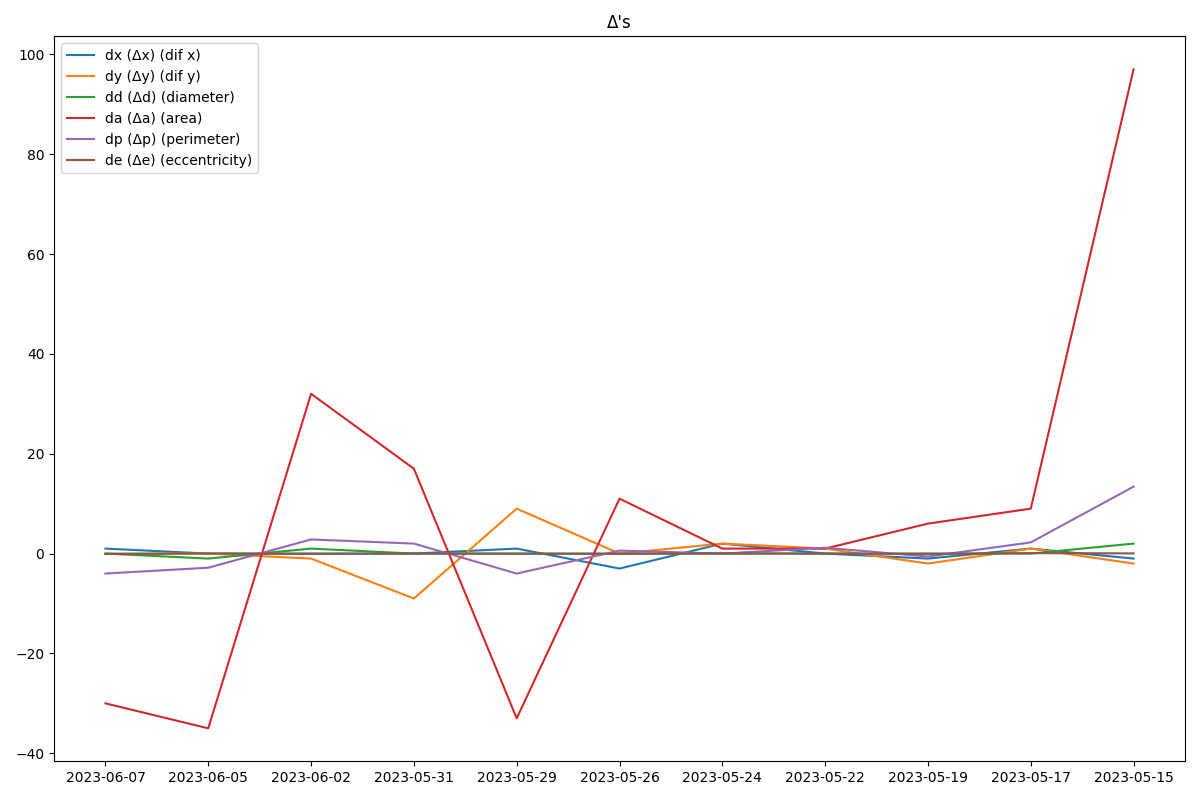 Δ's
dx (Δx) (dif x)
dy (Δy) (dif y)
dd (Δd) (diameter)
da (Δa) (area)
dp (Δp) (perimeter)
de (Δe) (eccentricity)
100
80
60
40
20
0
−20
−40
2023-06-07 2023-06-05 2023-06-02 2023-05-31 2023-05-29 2023-05-26 2023-05-24 2023-05-22 2023-05-19 2023-05-17 2023-05-15